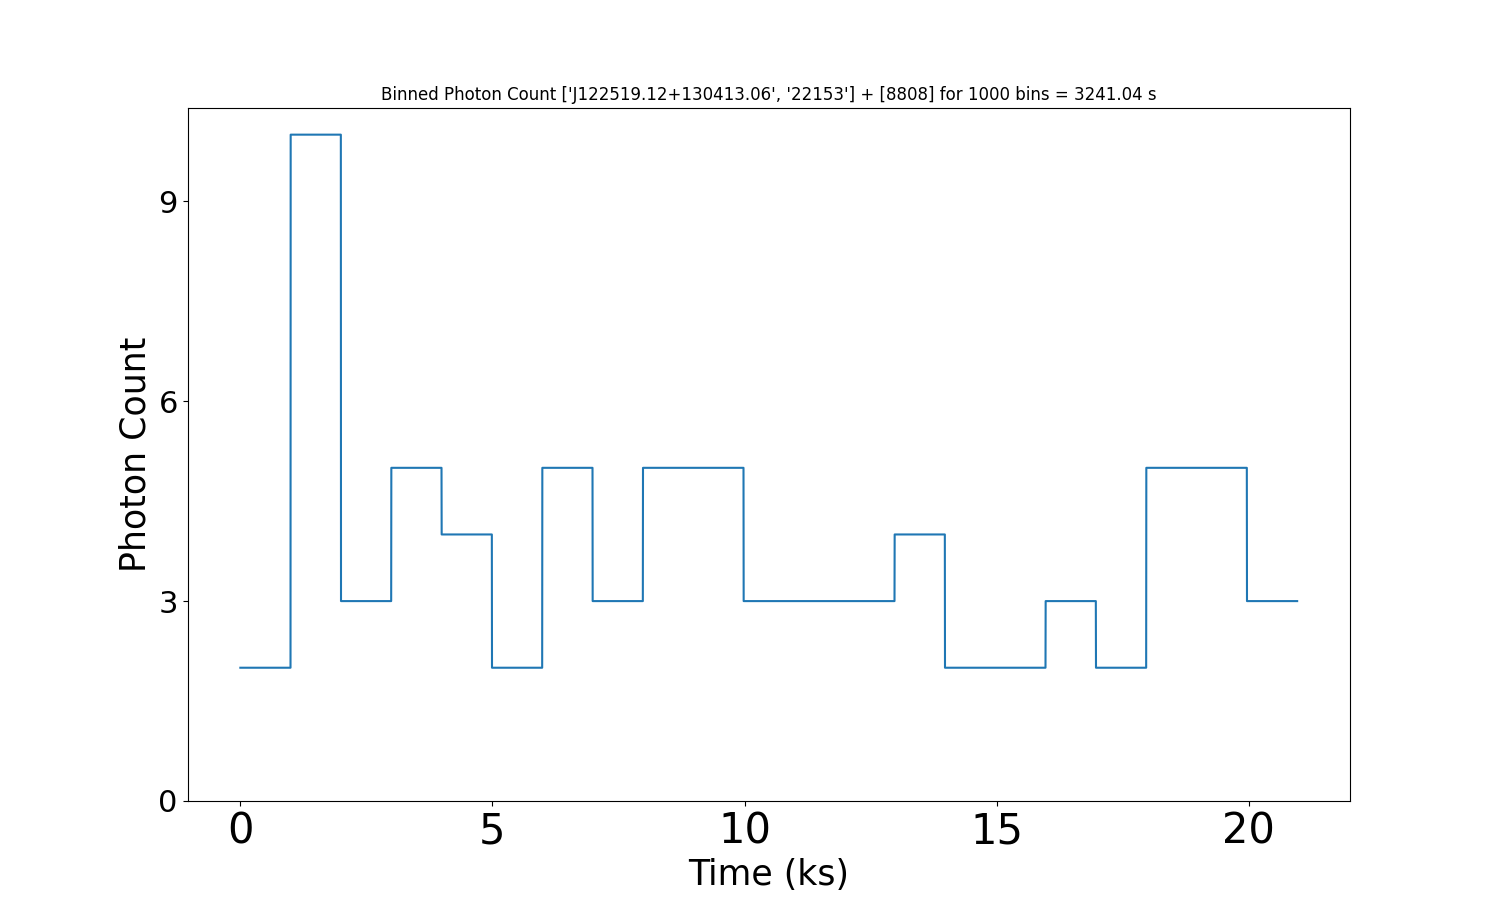 Binned Photon Count ['J122519.12+130413.06', '22153'] + [8808] for 1000 bins = 3241.04 s
9
6
3
0
Photon Count
0 5 10 15 20
Time (ks)